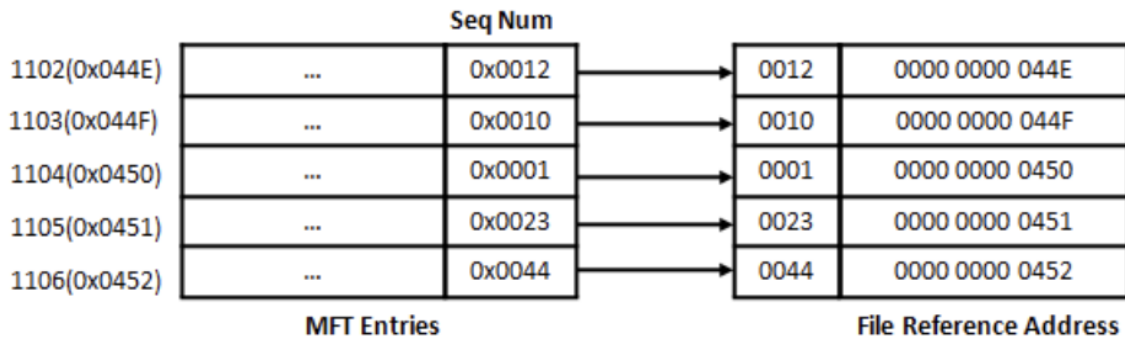 Seq Num
1102(0x044E) ... 0x0012 0012 0000 0000 044E
1103(0x044F) ... 0x0010 0010 0000 0000 044F
1104(0x0450) ... 0x0001 0001 0000 0000 0450
1105(0x0451) ... 0x0023 0023 0000 0000 0451
1106(0x0452) ... 0x0044 0044 0000 0000 0452
MFT Entries File Reference Address